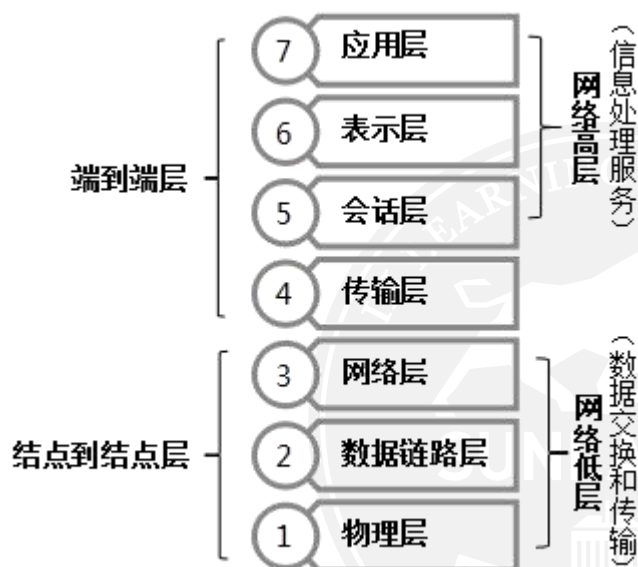 7 应用层
6 表示层
5 会话层
4 传输层
3 网络层
2 数据链路层
1 物理层
端到端层
结点到结点层
网络高层
(信息处理服务)
网络低层
(数据交换和传输)
LEARNING
SUN